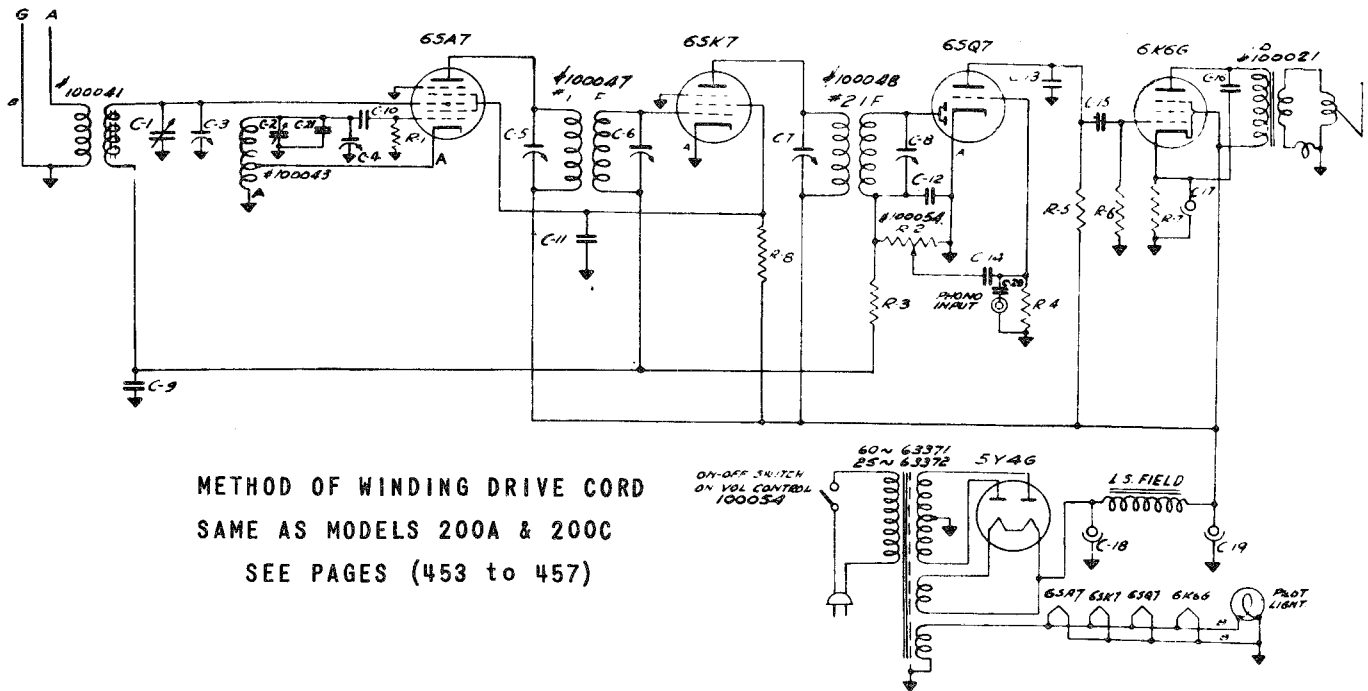 G A
6SA7
6SK7
6SQ7
6K6G
#100041
#100047
#1 F
#100048
#2 IF
D
#100021
C-1
C-3
C-2
C-21
C-4
C-10
R-1
#100043
A
A
C-5
C-6
A
C-7
C-8
C-12
A
C-13
C-15
C-16
C-17
R-5
R-6
R-7
C-11
R-8
#100054
R-2
C-14
C-20
PHONO
INPUT
R-3
R-4
C-9
METHOD OF WINDING DRIVE CORD
SAME AS MODELS 200A & 200C
SEE PAGES (453 to 457)
ON-OFF SWITCH
ON VOL CONTROL
100054
60~ 63371
25~ 63372
5Y4G
L.S. FIELD
C-18
C-19
6SA7 6SK7 6SQ7 6K6G
PILOT
LIGHT